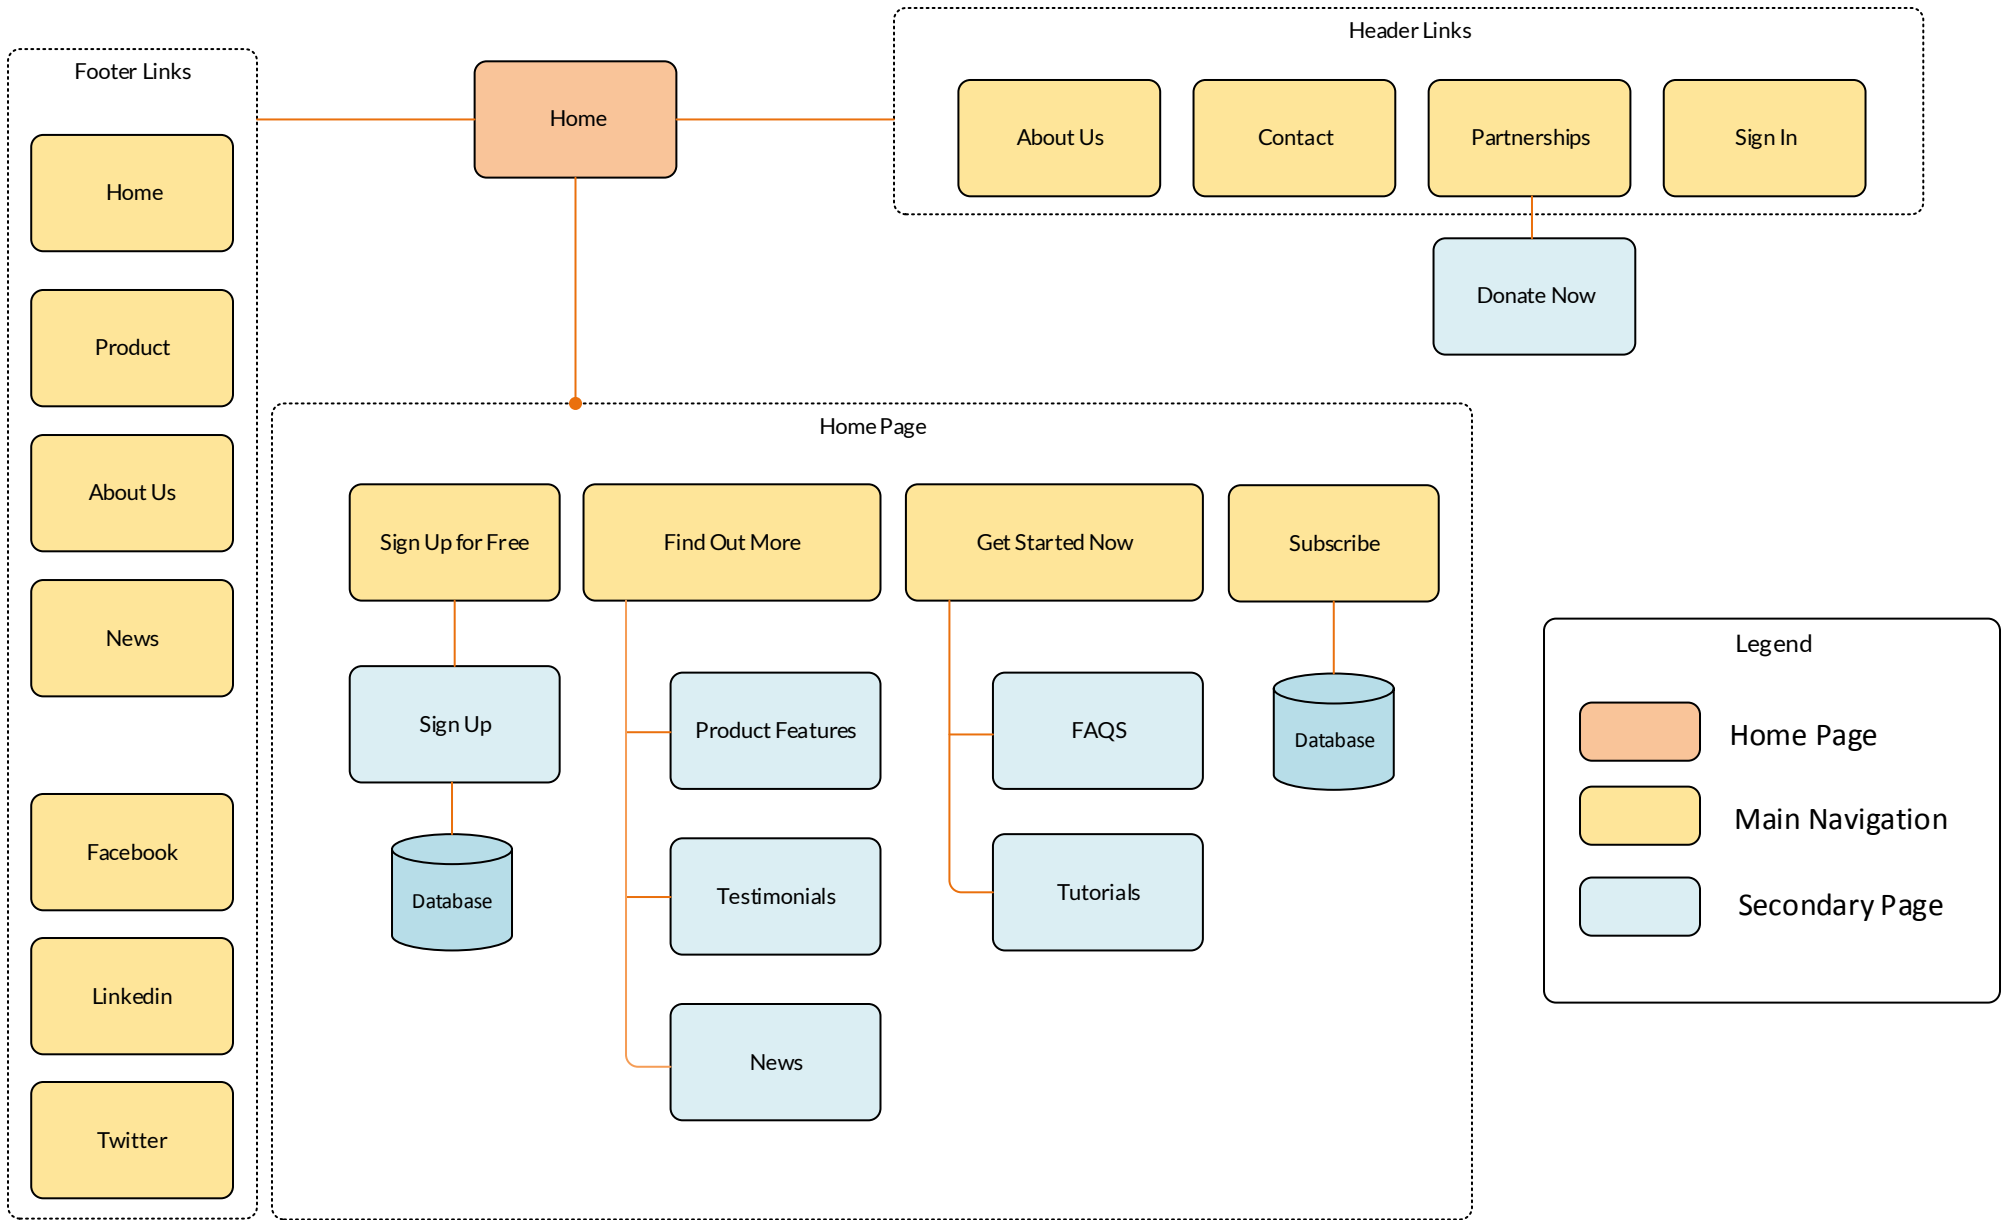 Footer Links
Home
Product
About Us
News
Facebook
Linkedin
Twitter
Home
Header Links
About Us
Contact
Partnerships
Sign In
Donate Now
Home Page
Sign Up for Free
Find Out More
Get Started Now
Subscribe
Sign Up
Database
Product Features
Testimonials
News
FAQS
Tutorials
Database
Legend
Home Page
Main Navigation
Secondary Page